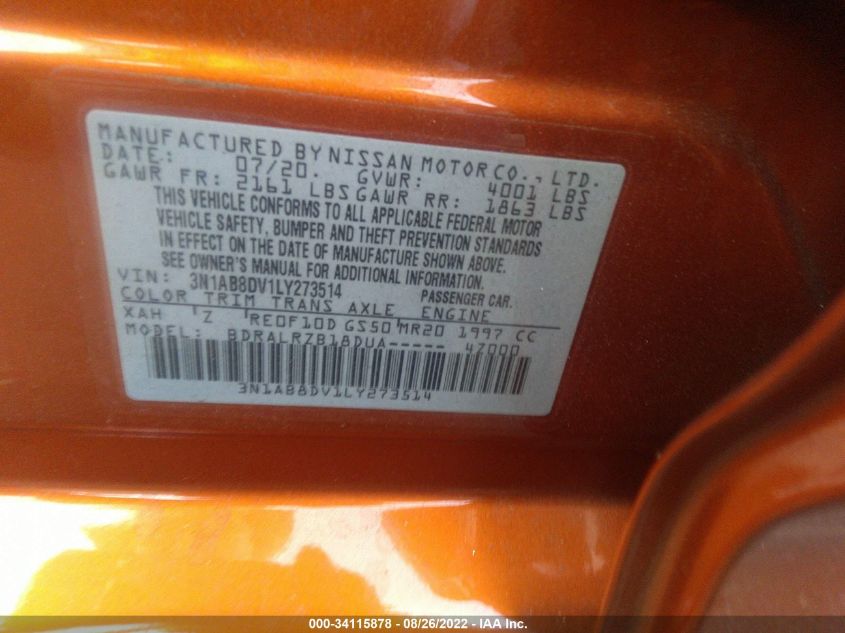 MANUFACTURED BY NISSAN MOTOR CO., LTD.
DATE: 07/20. GVWR: 4001 LBS
GAWR FR: 2161 LBS GAWR RR: 1863 LBS
THIS VEHICLE CONFORMS TO ALL APPLICABLE FEDERAL MOTOR
VEHICLE SAFETY, BUMPER AND THEFT PREVENTION STANDARDS
IN EFFECT ON THE DATE OF MANUFACTURE SHOWN ABOVE.
SEE OWNER'S MANUAL FOR ADDITIONAL INFORMATION.
VIN: 3N1AB8DV1LY273514 PASSENGER CAR.
COLOR TRIM TRANS AXLE ENGINE
XAH 'Z 'RE0F10D GS50 MR20 1997 CC
MODEL: BDRALRZB18DUA----- 47000
3N1AB8DV1LY273514
000-34115878 - 08/26/2022 - IAA Inc.